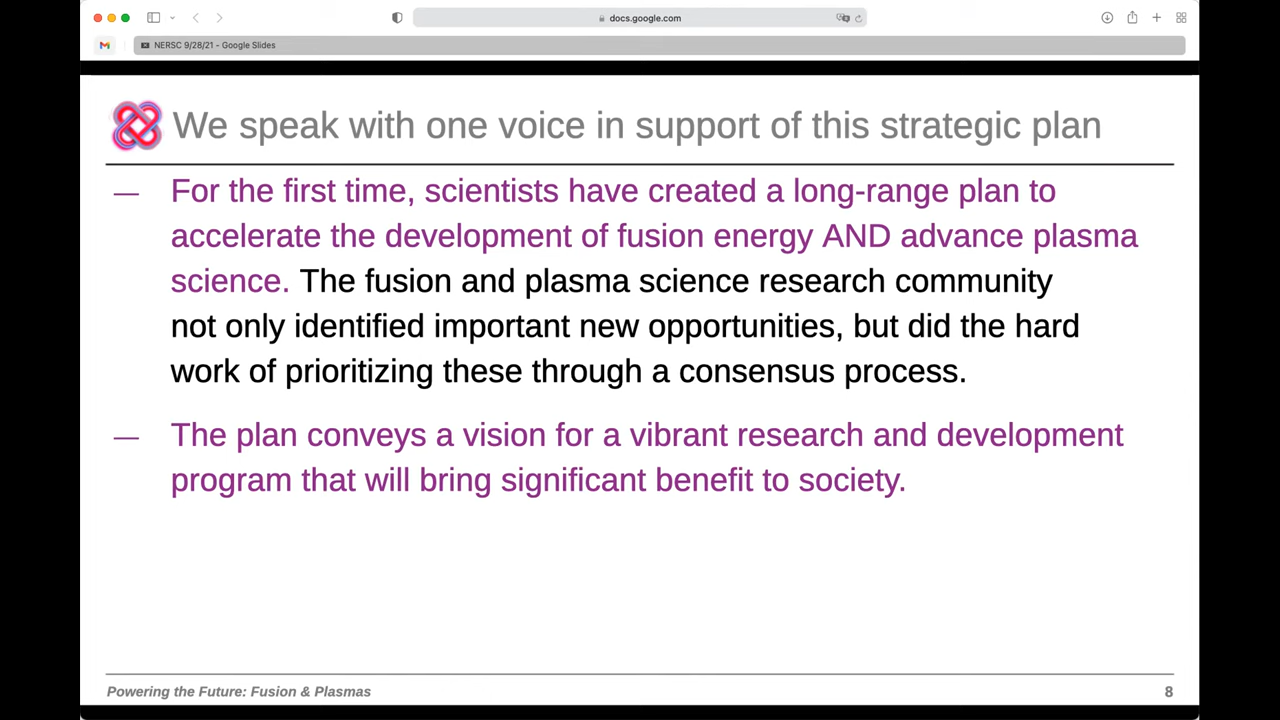 docs.google.com
NERSC 9/28/21 - Google Slides
We speak with one voice in support of this strategic plan
— For the first time, scientists have created a long-range plan to
accelerate the development of fusion energy AND advance plasma
science. The fusion and plasma science research community
not only identified important new opportunities, but did the hard
work of prioritizing these through a consensus process.
— The plan conveys a vision for a vibrant research and development
program that will bring significant benefit to society.
Powering the Future: Fusion & Plasmas
8